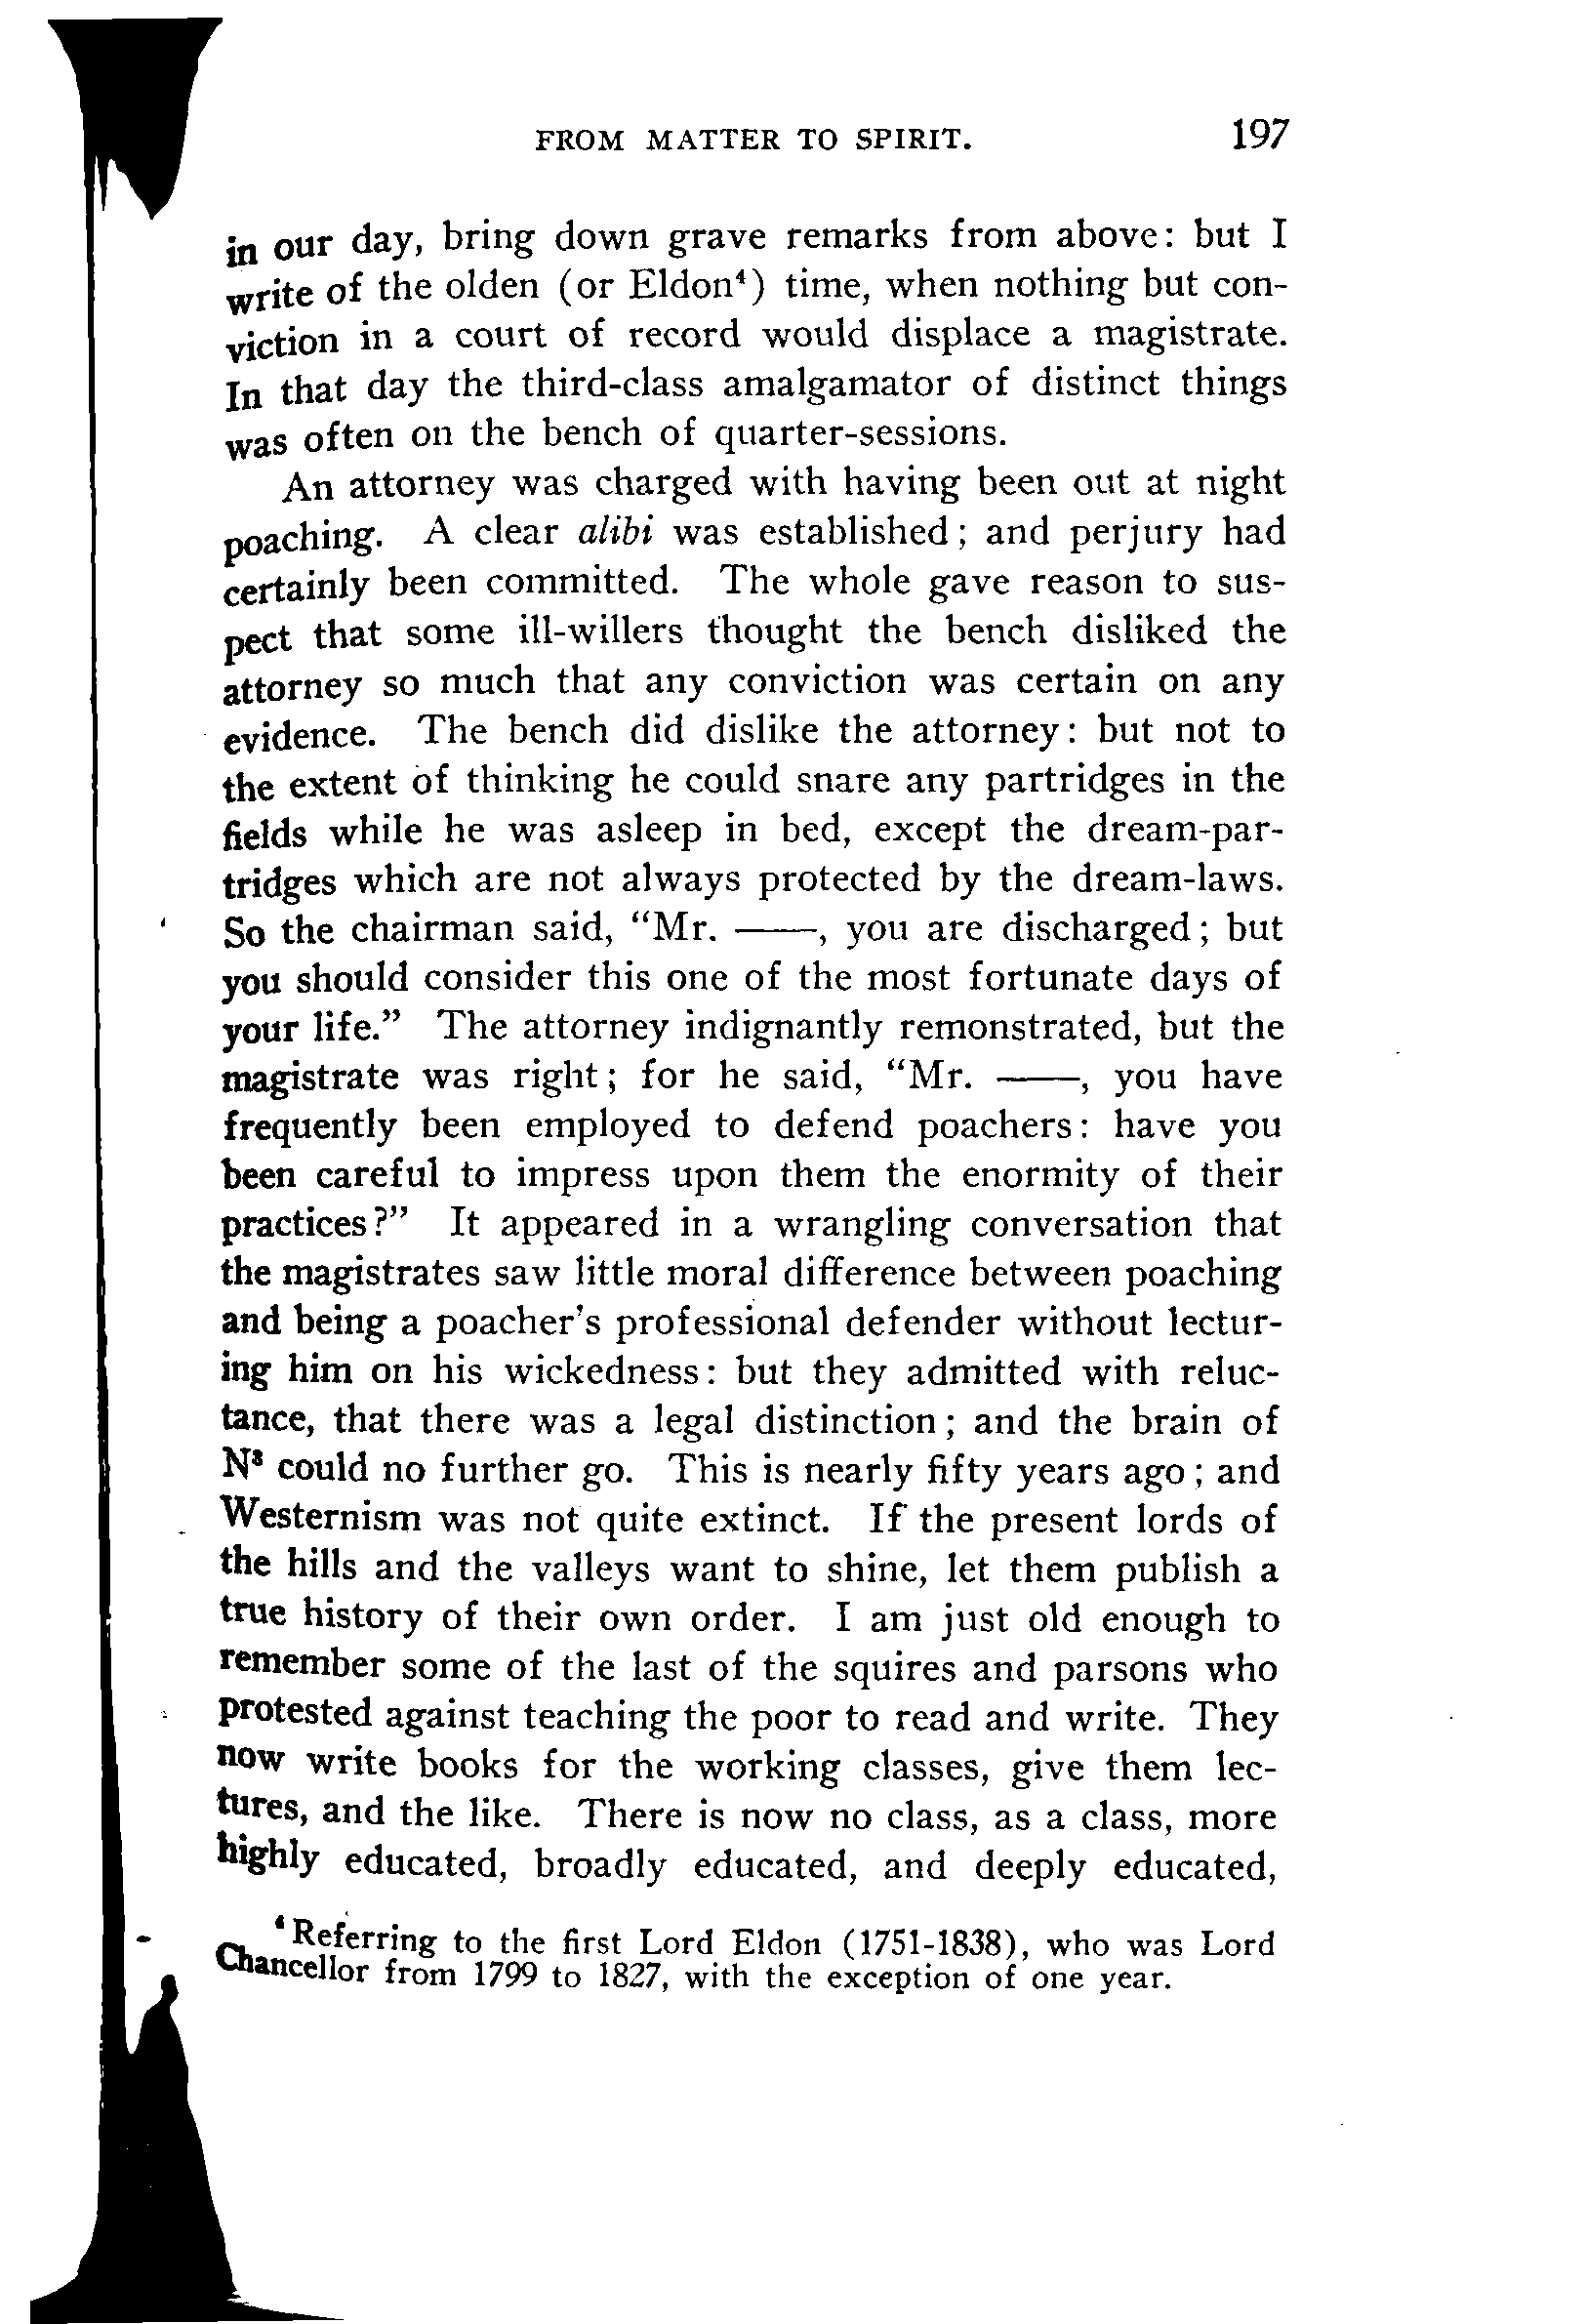 FROM MATTER TO SPIRIT. 197
in our day, bring down grave remarks from above: but I
write of the olden (or Eldon⁴) time, when nothing but con-
viction in a court of record would displace a magistrate.
In that day the third-class amalgamator of distinct things
was often on the bench of quarter-sessions.
An attorney was charged with having been out at night
poaching. A clear alibi was established; and perjury had
certainly been committed. The whole gave reason to sus-
pect that some ill-willers thought the bench disliked the
attorney so much that any conviction was certain on any
evidence. The bench did dislike the attorney: but not to
the extent of thinking he could snare any partridges in the
fields while he was asleep in bed, except the dream-par-
tridges which are not always protected by the dream-laws.
So the chairman said, “Mr. ——, you are discharged; but
you should consider this one of the most fortunate days of
your life.” The attorney indignantly remonstrated, but the
magistrate was right; for he said, “Mr. ——, you have
frequently been employed to defend poachers: have you
been careful to impress upon them the enormity of their
practices?” It appeared in a wrangling conversation that
the magistrates saw little moral difference between poaching
and being a poacher's professional defender without lectur-
ing him on his wickedness: but they admitted with reluc-
tance, that there was a legal distinction; and the brain of
N³ could no further go. This is nearly fifty years ago; and
Westernism was not quite extinct. If the present lords of
the hills and the valleys want to shine, let them publish a
true history of their own order. I am just old enough to
remember some of the last of the squires and parsons who
protested against teaching the poor to read and write. They
now write books for the working classes, give them lec-
tures, and the like. There is now no class, as a class, more
highly educated, broadly educated, and deeply educated,
⁴ Referring to the first Lord Eldon (1751-1838), who was Lord
Chancellor from 1799 to 1827, with the exception of one year.